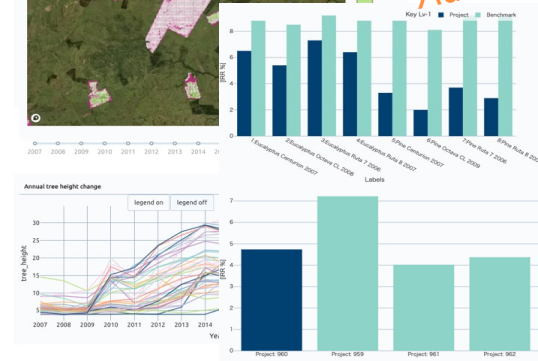 Key Lv-1 Project Benchmark
[IRR %]
8
6
4
2
0
1.Eucalyptus Centurion 2007
2.Eucalyptus Octava CL 2008
3.Eucalyptus Ruta 7 2006
4.Eucalyptus Ruta 8 2007
5.Pine Centurion 2007
6.Pine Octava CL 2009
7.Pine Ruta 7 2006
8.Pine Ruta 8 200
Labels
2007 2008 2009 2010 2011 2012 2013 2014 2
Annual tree height change
legend on legend off
tree_height
30
25
20
15
10
5
2007 2008 2009 2010 2011 2012 2013 2014
Yea
[IRR %]
7
6
5
4
3
2
1
0
Project: 960 Project: 959 Project: 961 Project: 962